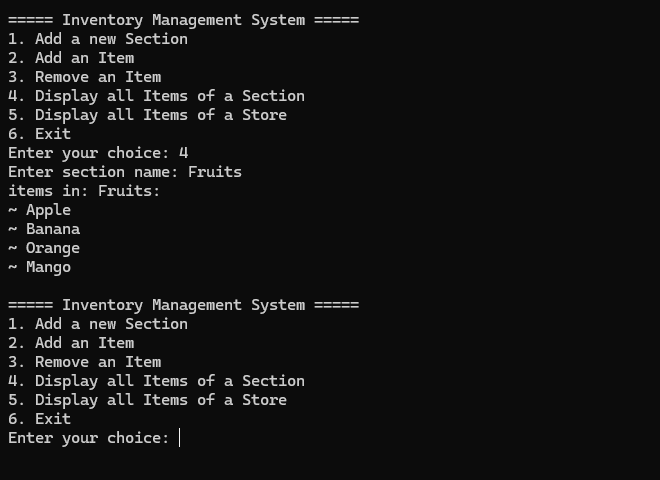 ===== Inventory Management System =====
1. Add a new Section
2. Add an Item
3. Remove an Item
4. Display all Items of a Section
5. Display all Items of a Store
6. Exit
Enter your choice: 4
Enter section name: Fruits
items in: Fruits:
~ Apple
~ Banana
~ Orange
~ Mango

===== Inventory Management System =====
1. Add a new Section
2. Add an Item
3. Remove an Item
4. Display all Items of a Section
5. Display all Items of a Store
6. Exit
Enter your choice: